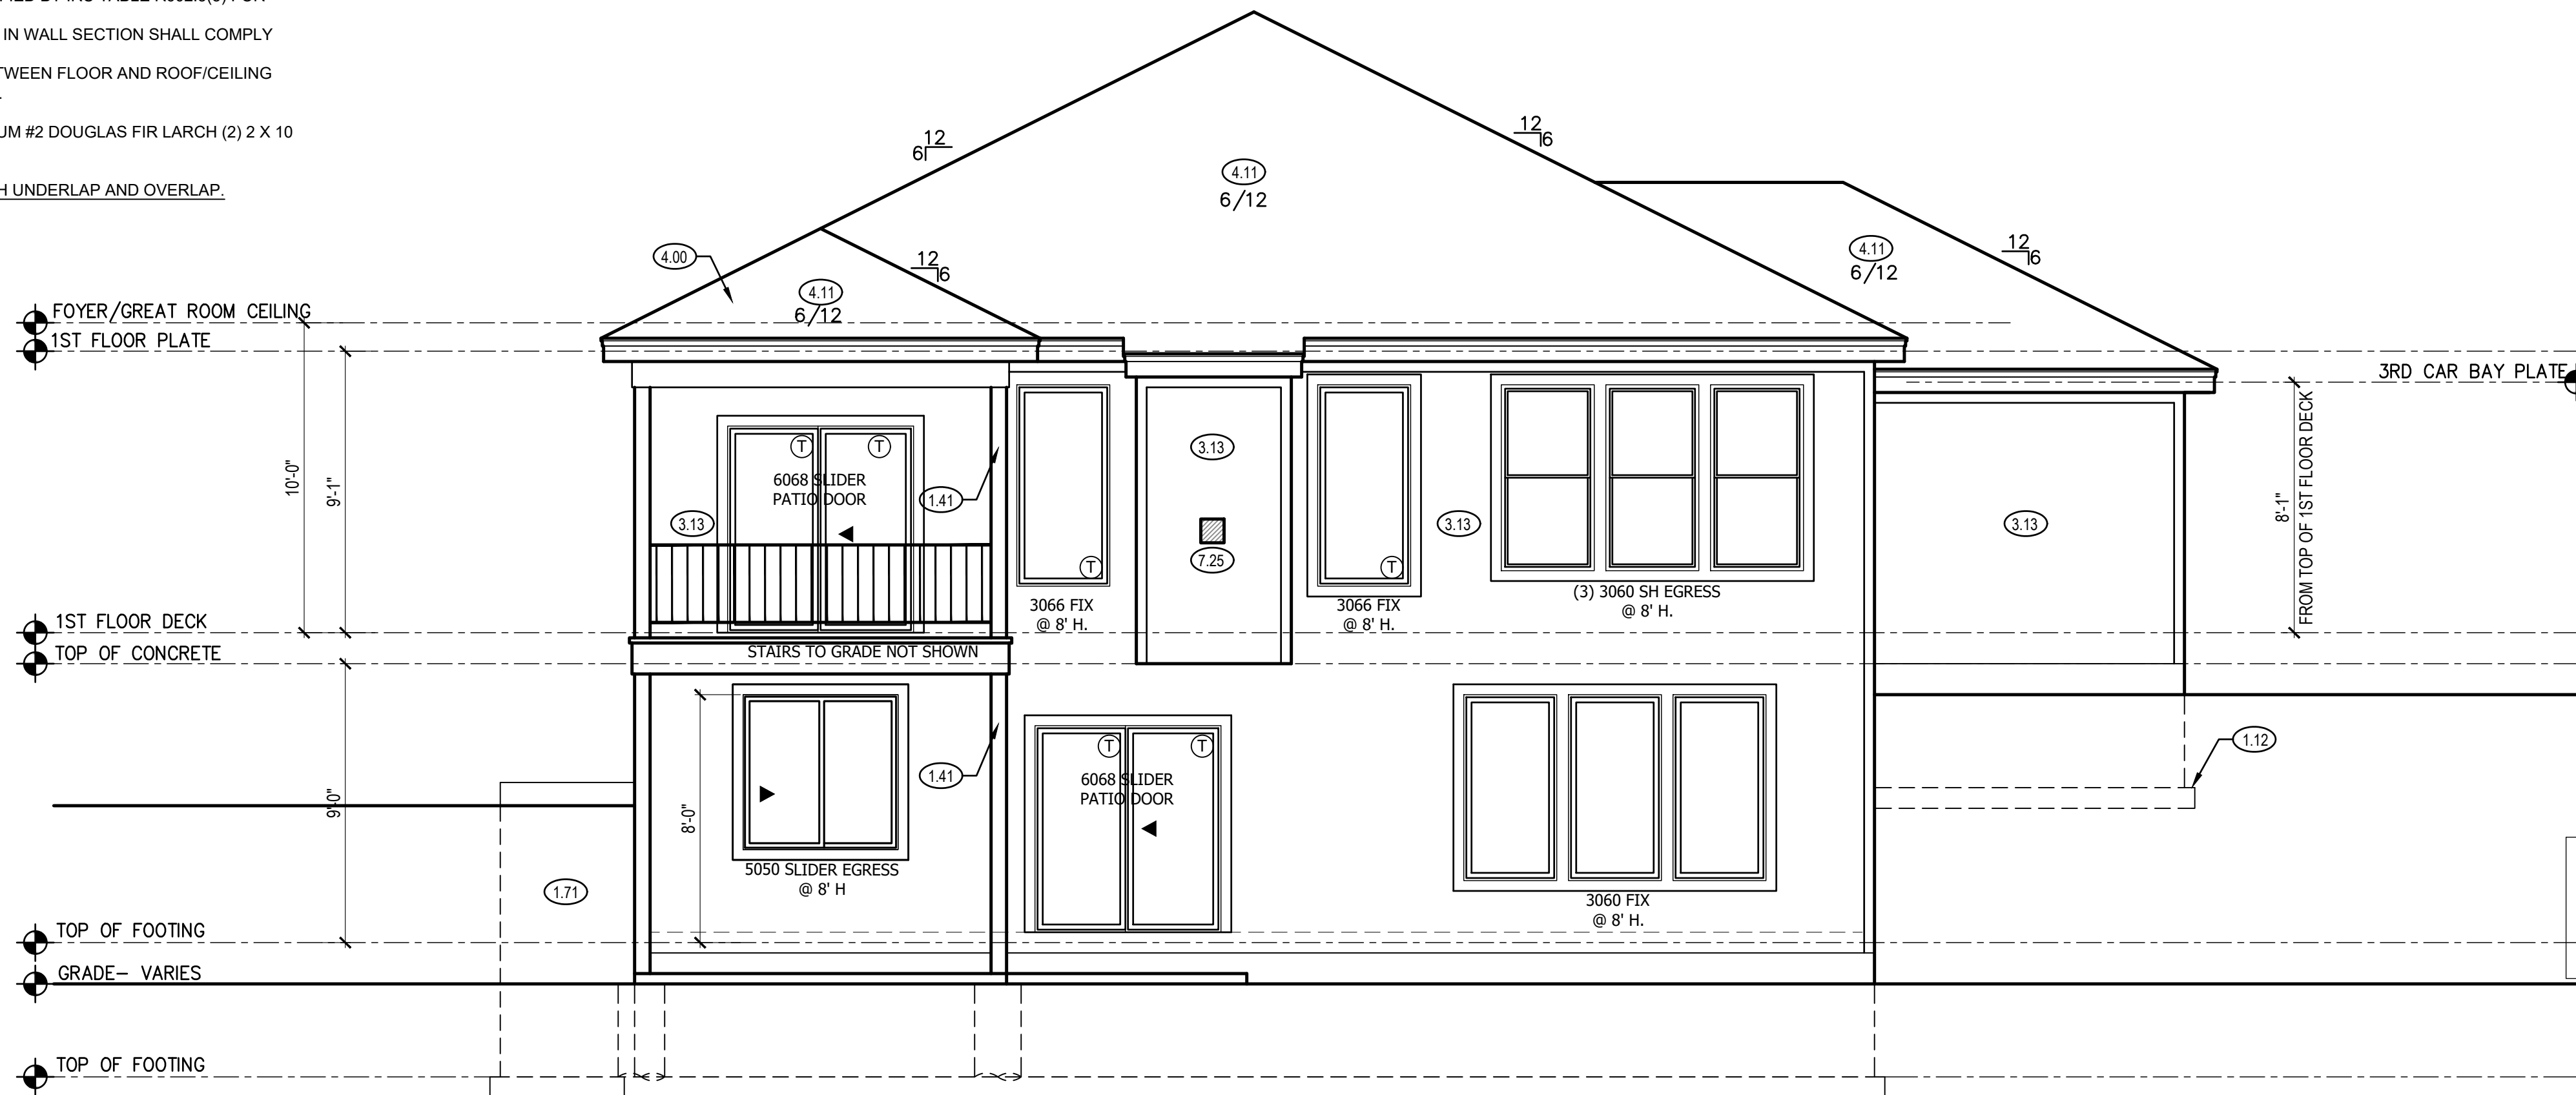 IN WALL SECTION SHALL COMPLY
FLOOR AND ROOF/CEILING
#2 DOUGLAS FIR LARCH (2) 2 X 10
UNDERLAP AND OVERLAP.
12
6
12
6
4.11
6/12
4.00
12
6
4.11
6/12
12
6
4.11
6/12
FOYER/GREAT ROOM CEILING
1ST FLOOR PLATE
3RD CAR BAY PLATE
10'-0"
9'-1"
8'-1"
FROM TOP OF 1ST FLOOR DECK
T
T
6068 SLIDER
PATIO DOOR
3.13
1.41
3.13
7.25
3.13
3.13
T
T
3066 FIX
@ 8' H.
3066 FIX
@ 8' H.
(3) 3060 SH EGRESS
@ 8' H.
1ST FLOOR DECK
TOP OF CONCRETE
STAIRS TO GRADE NOT SHOWN
9'-0"
8'-0"
1.41
T
T
6068 SLIDER
PATIO DOOR
1.12
5050 SLIDER EGRESS
@ 8' H
3060 FIX
@ 8' H.
1.71
TOP OF FOOTING
GRADE- VARIES
TOP OF FOOTING